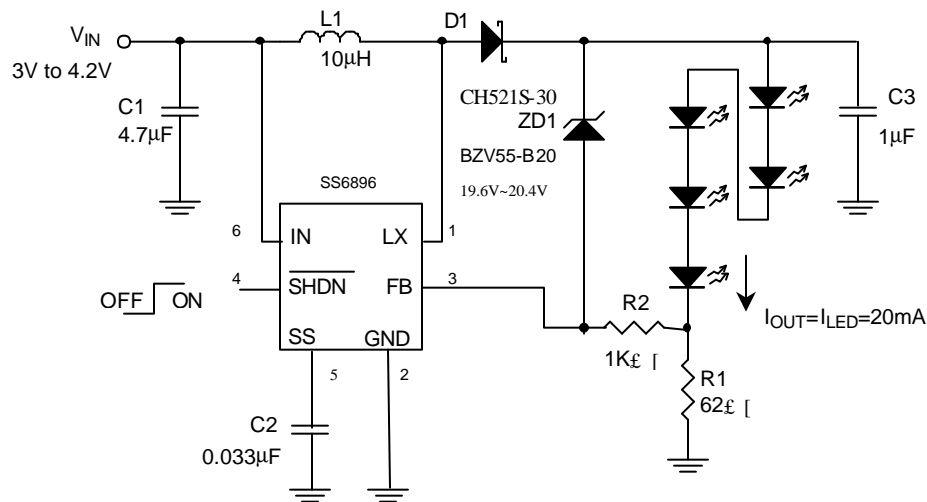 L1
D1
VIN
10μH
3V to 4.2V
CH521S-30
C1
4.7μF
ZD1
C3
1μF
BZV55-B20
SS6896
19.6V~20.4V
6
IN
LX
1
4
SHDN
FB
3
OFF
ON
R2
IOUT=ILED=20mA
SS
GND
1K£ [
5
2
R1
62£ [
C2
0.033μF